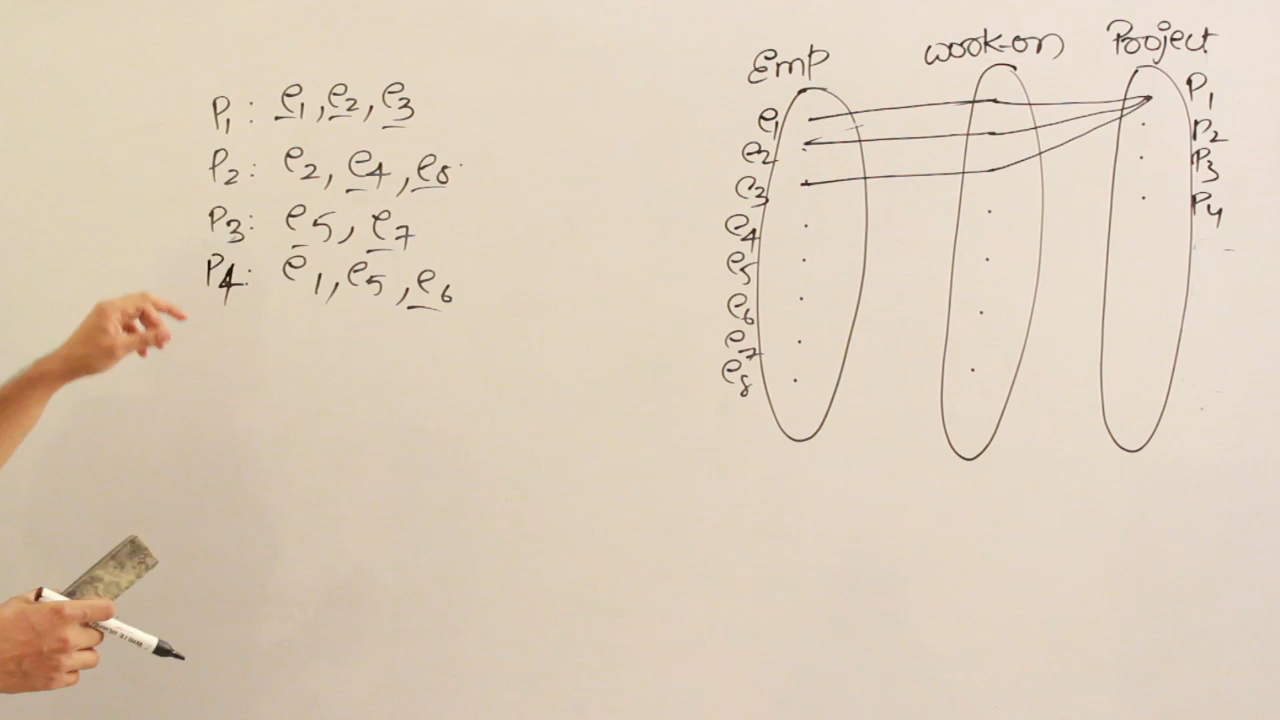 P1 : e1, e2, e3
P2 : e2, e4, e8
P3 : e5, e7
P4 : e1, e5, e6
Emp
work-on
Project
e1
e2
e3
e4
e5
e6
e7
e8
P1
P2
P3
P4